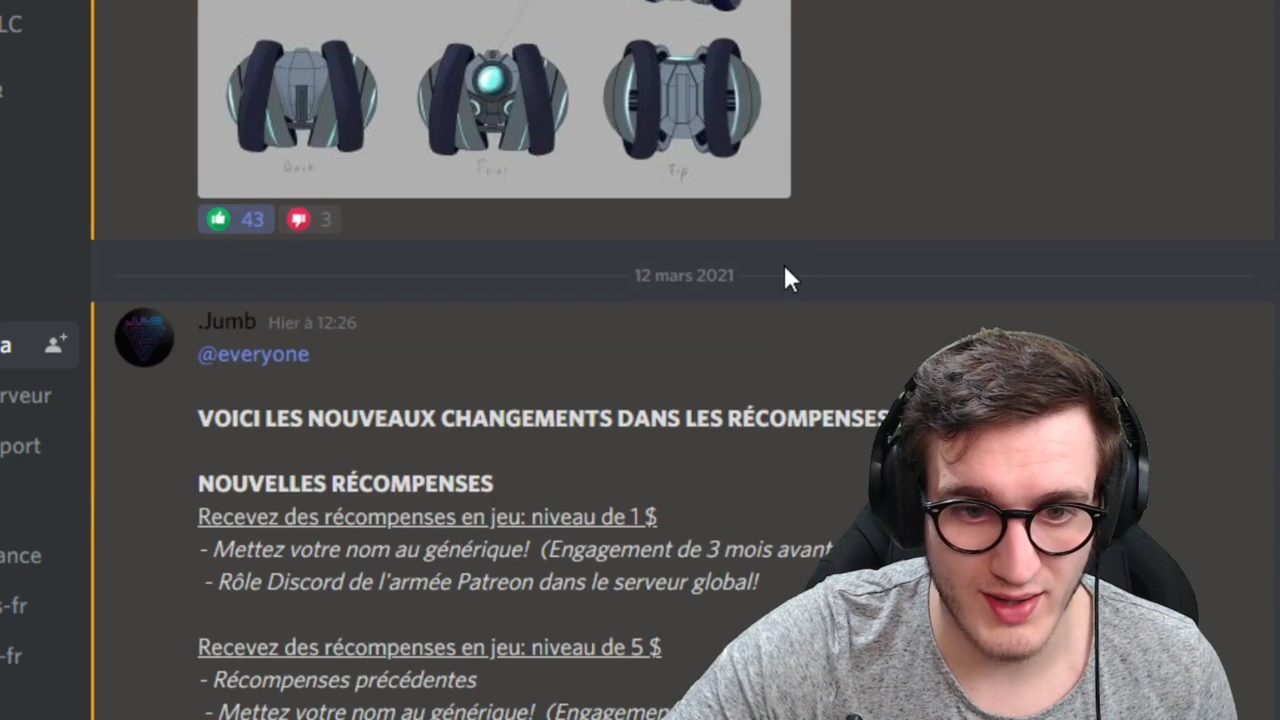 LC
Back
Front
Top
43
3
12 mars 2021
.Jumb Hier à 12:26
@everyone
a
rveur
VOICI LES NOUVEAUX CHANGEMENTS DANS LES RÉCOMPENSES
port
NOUVELLES RÉCOMPENSES
Recevez des récompenses en jeu: niveau de 1 $
- Mettez votre nom au générique! (Engagement de 3 mois avant
ance
- Rôle Discord de l'armée Patreon dans le serveur global!
s-fr
Recevez des récompenses en jeu: niveau de 5 $
-fr
- Récompenses précédentes
- Mettez votre nom au générique! (Engagemen